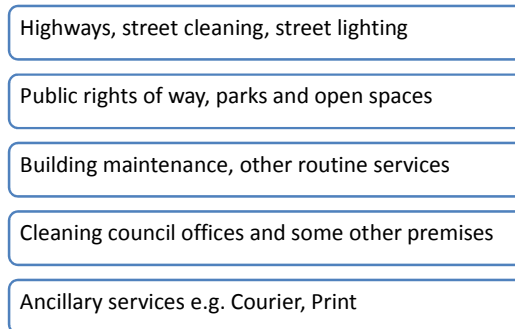 Highways, street cleaning, street lighting
Public rights of way, parks and open spaces
Building maintenance, other routine services
Cleaning council offices and some other premises
Ancillary services e.g. Courier, Print